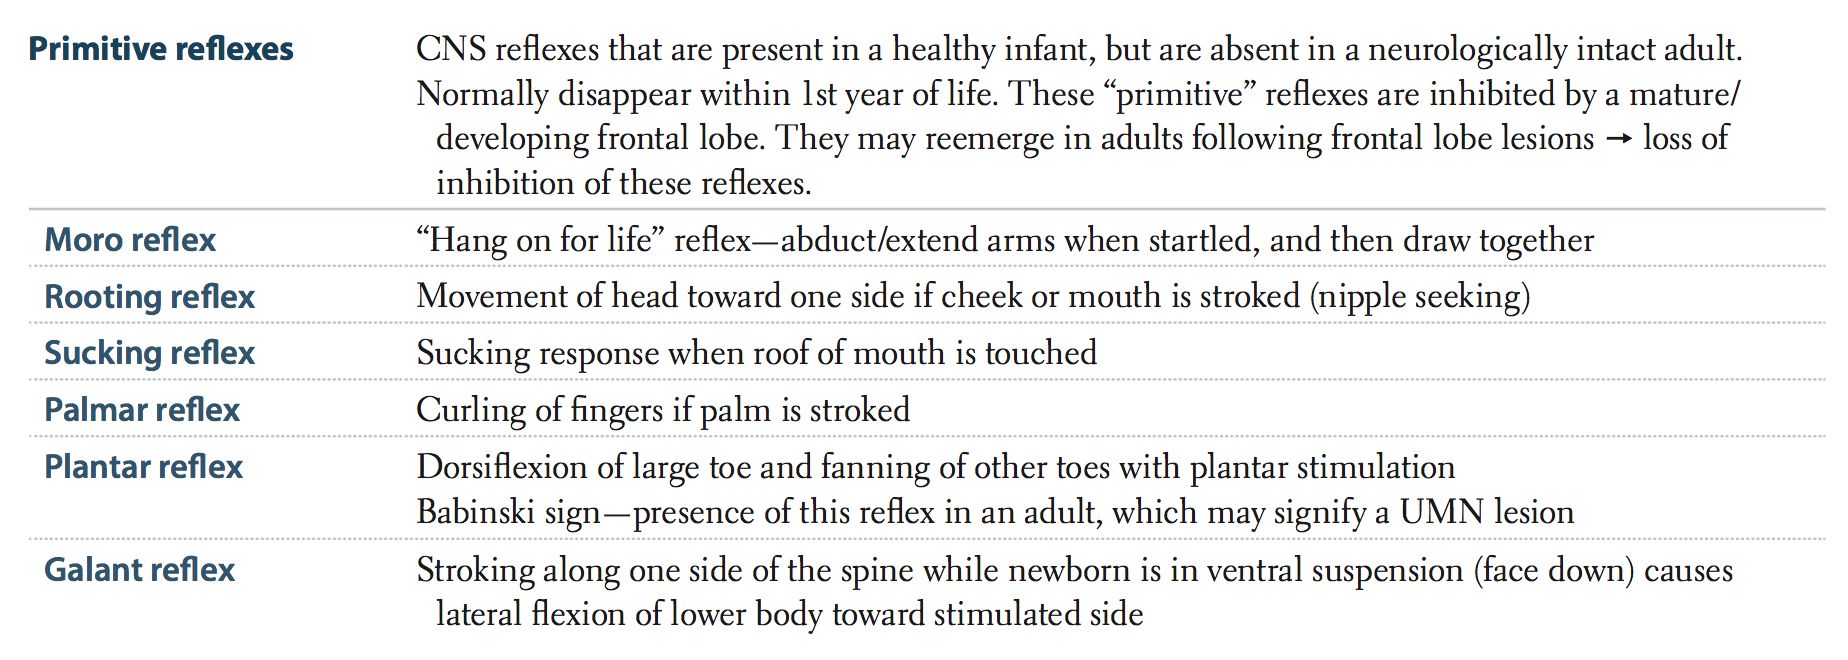 Primitive reflexes CNS reflexes that are present in a healthy infant, but are absent in a neurologically intact adult.
Normally disappear within 1st year of life. These “primitive” reflexes are inhibited by a mature/
developing frontal lobe. They may reemerge in adults following frontal lobe lesions → loss of
inhibition of these reflexes.
Moro reflex “Hang on for life” reflex—abduct/extend arms when startled, and then draw together
Rooting reflex Movement of head toward one side if cheek or mouth is stroked (nipple seeking)
Sucking reflex Sucking response when roof of mouth is touched
Palmar reflex Curling of fingers if palm is stroked
Plantar reflex Dorsiflexion of large toe and fanning of other toes with plantar stimulation
Babinski sign—presence of this reflex in an adult, which may signify a UMN lesion
Galant reflex Stroking along one side of the spine while newborn is in ventral suspension (face down) causes
lateral flexion of lower body toward stimulated side